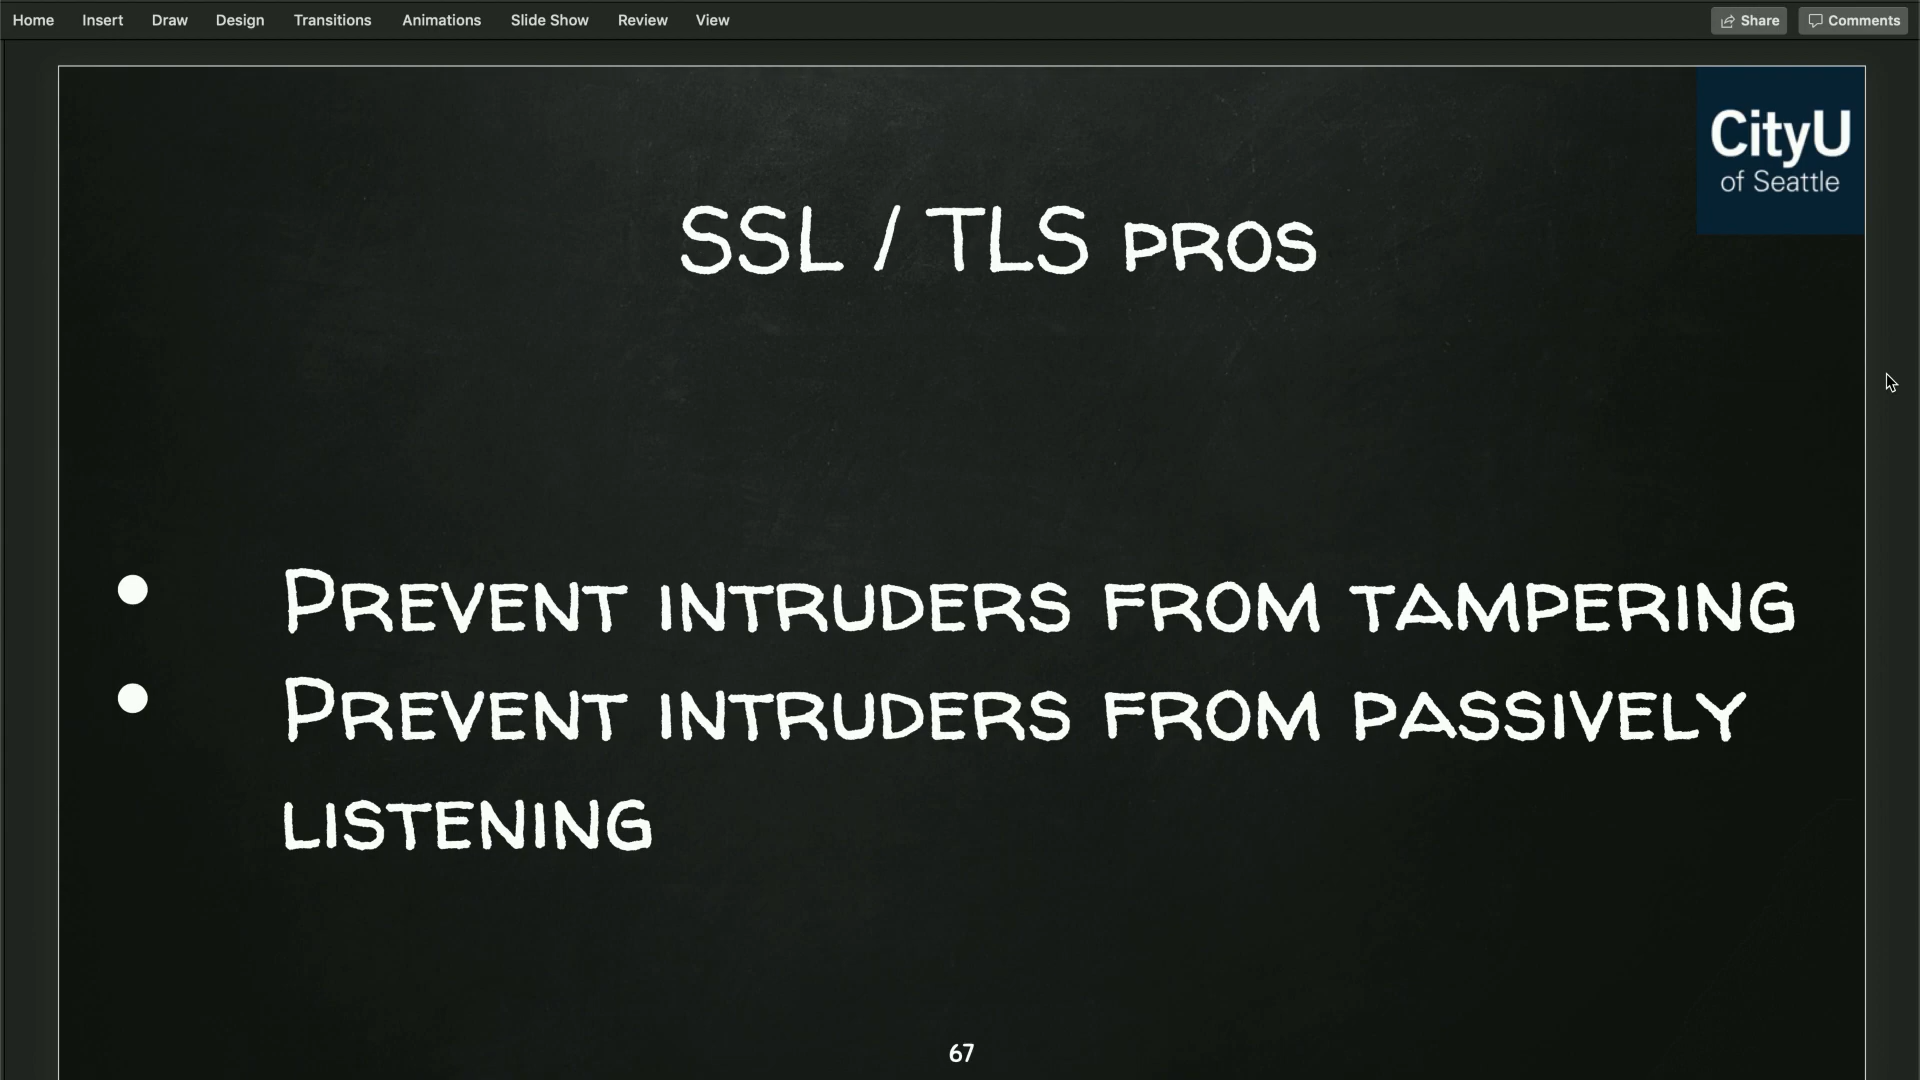 Home Insert Draw Design Transitions Animations Slide Show Review View Share Comments
CityU
of Seattle
SSL / TLS pros
● Prevent intruders from tampering
● Prevent intruders from passively
listening
67